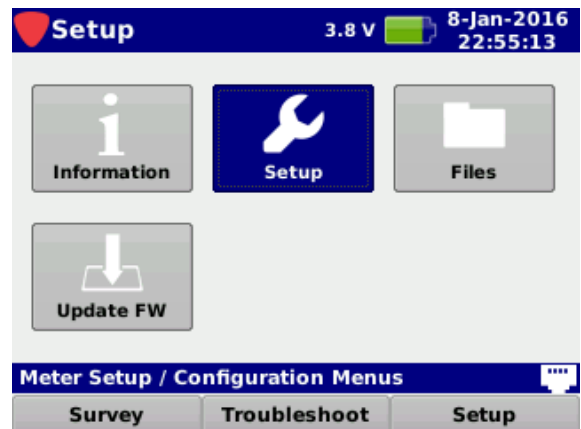 Setup 3.8 V 8-Jan-2016
22:55:13
Information Setup Files
Update FW
Meter Setup / Configuration Menus
Survey Troubleshoot Setup